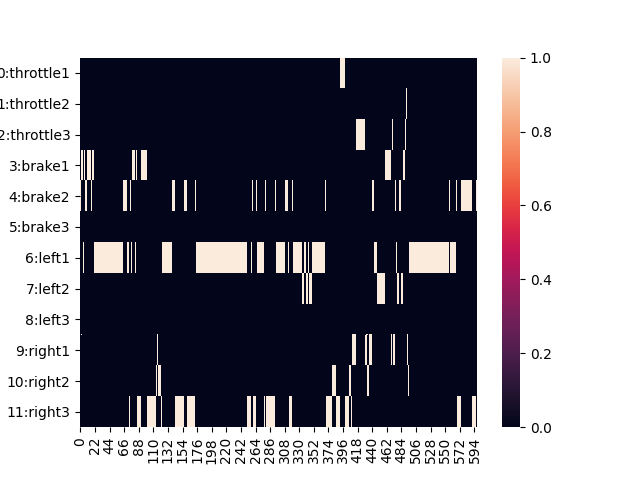 0:throttle1
1:throttle2
2:throttle3
3:brake1
4:brake2
5:brake3
6:left1
7:left2
8:left3
9:right1
10:right2
11:right3
0 22 44 66 88 110 132 154 176 198 220 242 264 286 308 330 352 374 396 418 440 462 484 506 528 550 572 594
1.0
0.8
0.6
0.4
0.2
0.0